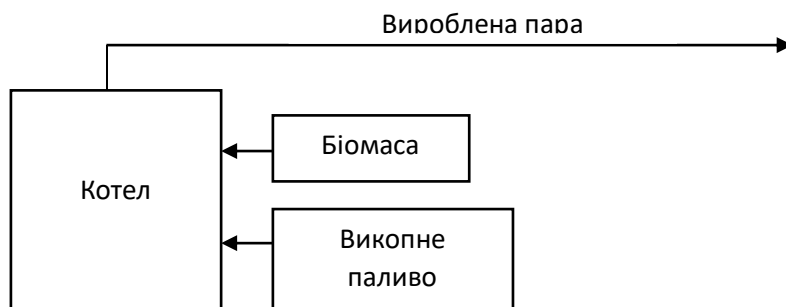 Вироблена пара
Біомаса
Котел
Викопне
паливо